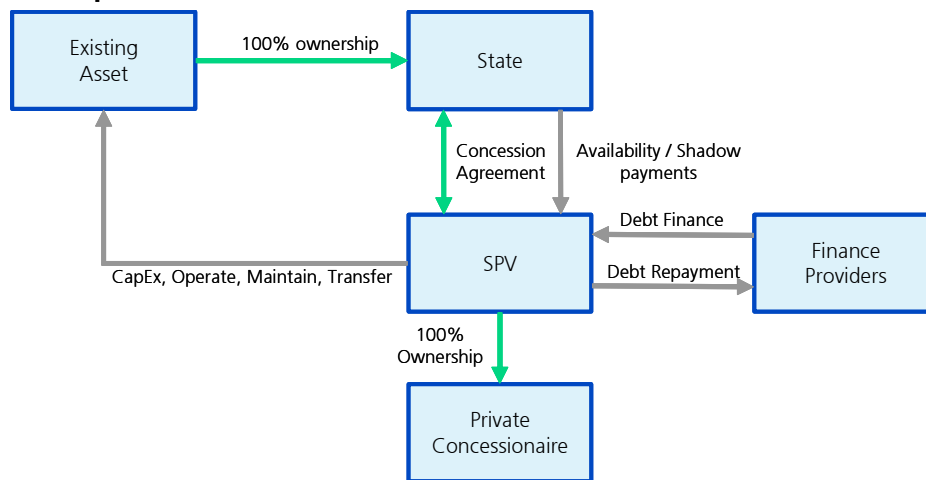 Existing
Asset
100% ownership
State
Concession
Agreement
Availability / Shadow
payments
Debt Finance
SPV
Finance
Providers
Debt Repayment
CapEx, Operate, Maintain, Transfer
100%
Ownership
Private
Concessionaire